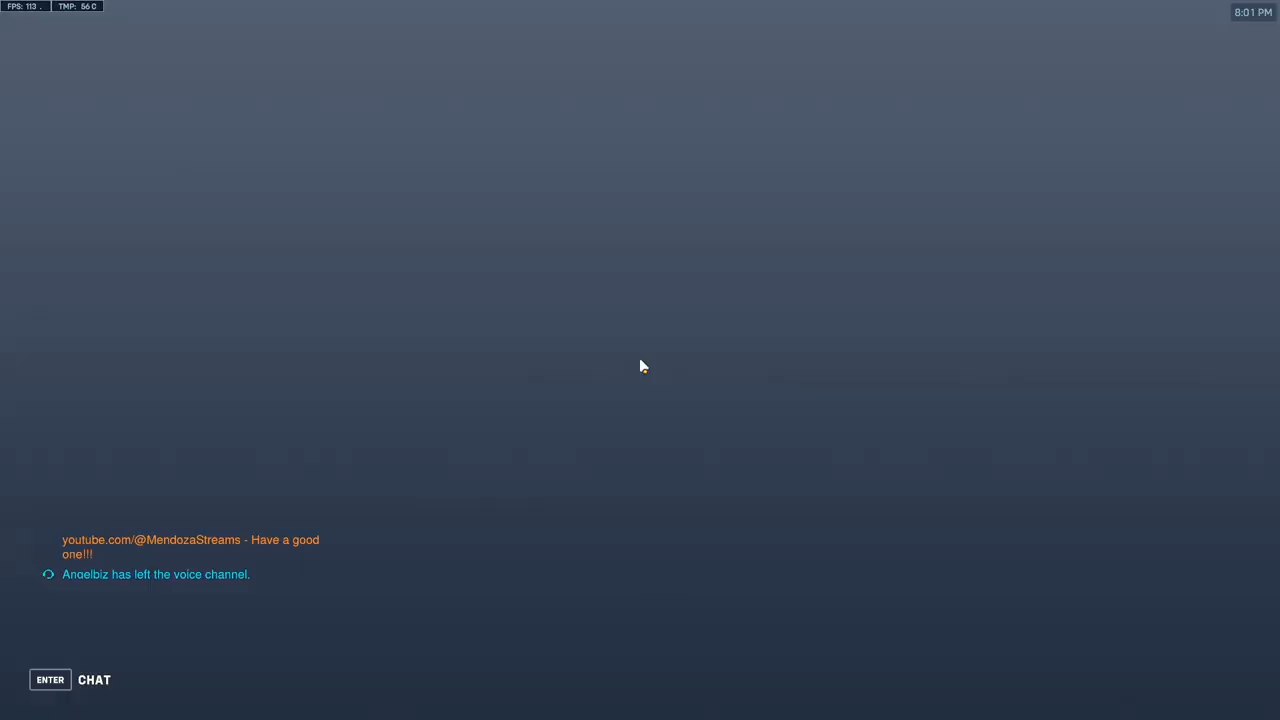 FPS: 113 .
TMP: 56 C
8:01 PM
youtube.com/@MendozaStreams - Have a good
one!!!
Angelbiz has left the voice channel.
ENTER CHAT